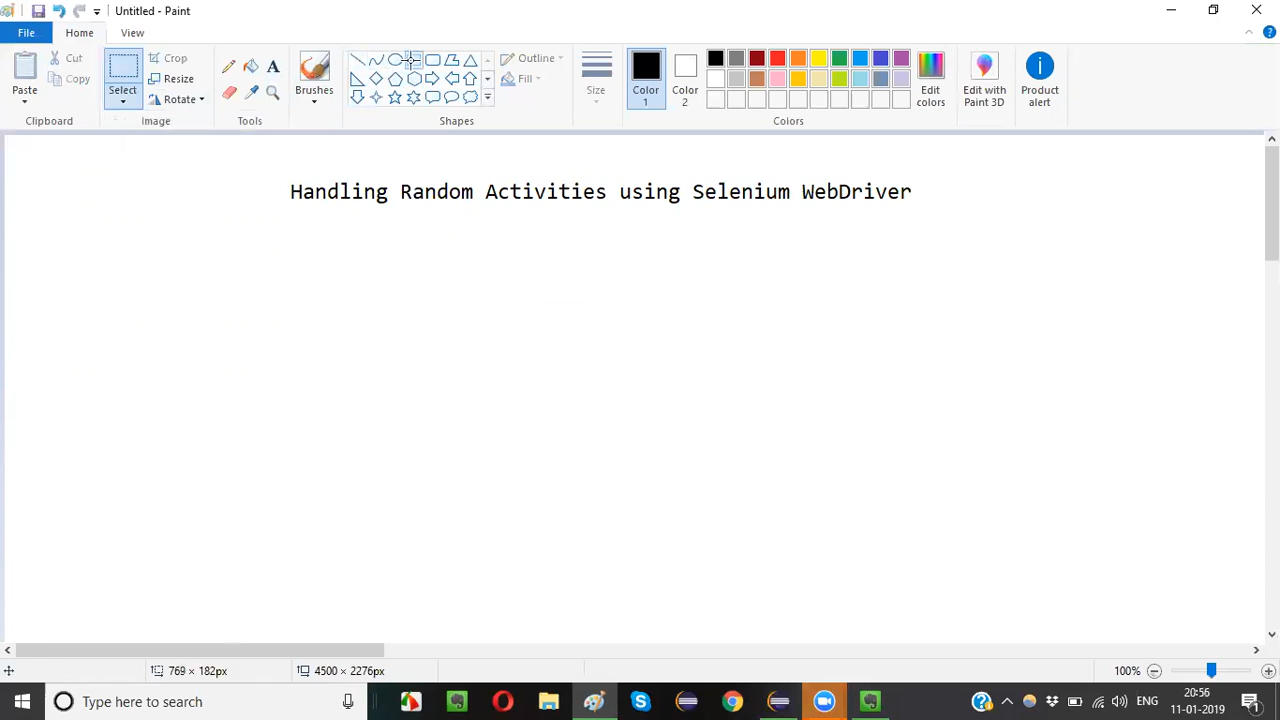 Untitled - Paint
File
Home
View
Paste
Cut
Copy
Clipboard
Select
Crop
Resize
Rotate
Image
Tools
Brushes
Shapes
Outline
Fill
Size
Color
1
Color
2
Edit
colors
Colors
Edit with
Paint 3D
Product
alert
Handling Random Activities using Selenium WebDriver
769 × 182px
4500 × 2276px
100%
Type here to search
ENG
20:56
11-01-2019